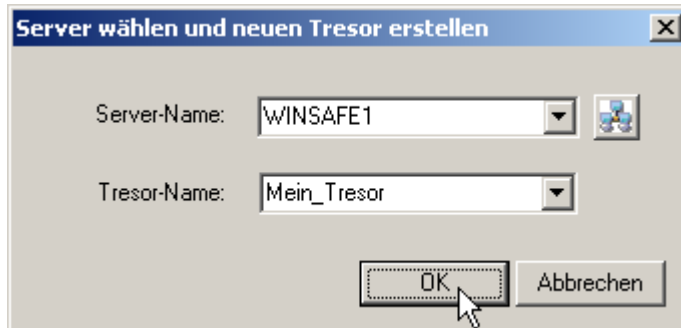 Server wählen und neuen Tresor erstellen
Server-Name: WINSAFE1
Tresor-Name: Mein_Tresor
OK Abbrechen